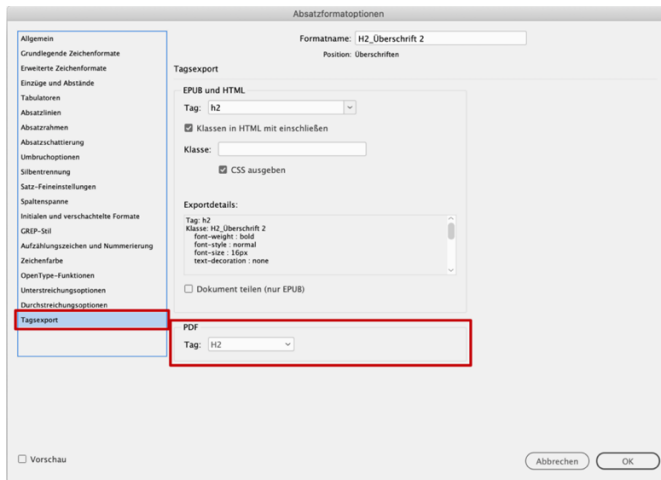 Absatzformatoptionen
Allgemein
Grundlegende Zeichenformate
Erweiterte Zeichenformate
Einzüge und Abstände
Tabulatoren
Absatzlinien
Absatzrahmen
Absatzschattierung
Umbruchoptionen
Silbentrennung
Satz-Feineinstellungen
Spaltenspanne
Initialen und verschachtelte Formate
GREP-Stil
Aufzählungszeichen und Nummerierung
Zeichenfarbe
OpenType-Funktionen
Unterstreichungsoptionen
Durchstreichungsoptionen
Tagsexport
Formatname: H2_Überschrift 2
Position: Überschriften
Tagsexport
EPUB und HTML
Tag: h2
Klassen in HTML mit einschließen
Klasse:
CSS ausgeben
Exportdetails:
Tag: h2
Klasse: H2_Überschrift 2
font-weight : bold
font-style : normal
font-size : 16px
text-decoration : none
Dokument teilen (nur EPUB)
PDF
Tag: H2
Vorschau
Abbrechen
OK